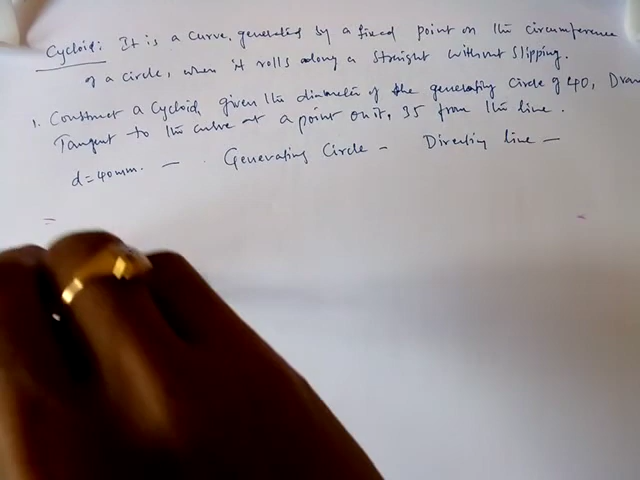 Cycloid: It is a curve, generated by a fixed point on the circumference
of a circle, when it rolls along a straight without slipping.
1. Construct a Cycloid, given the diameter of the generating circle of 40, Draw
Tangent to the curve at a point on it, 35 from the line.
d=40mm. — Generating Circle – Directing line —